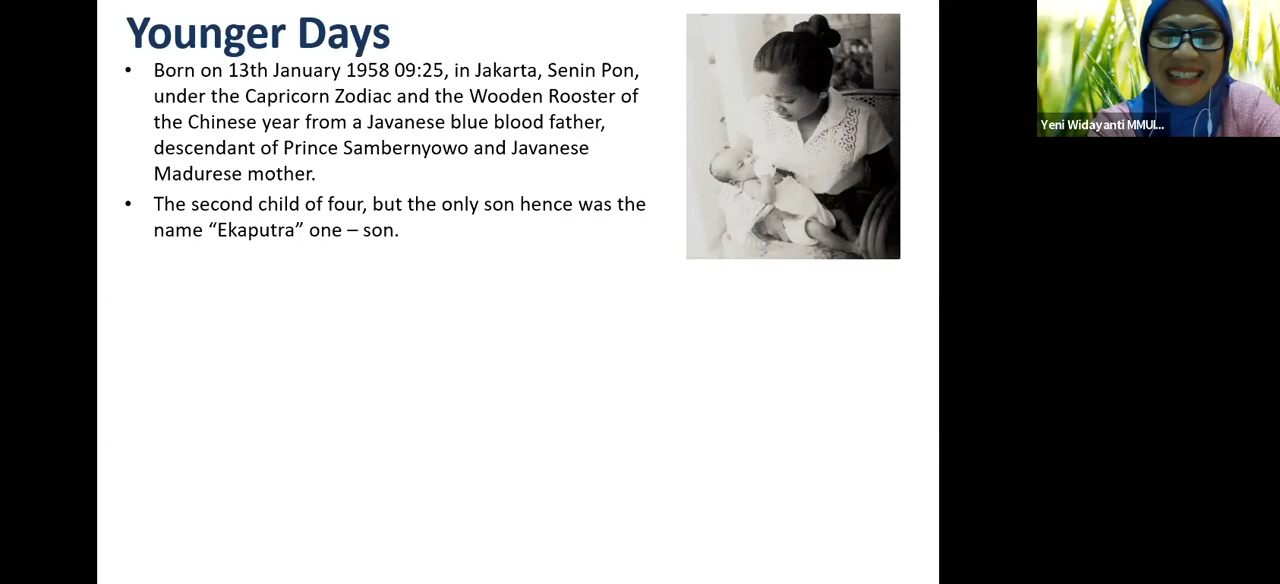 Younger Days
• Born on 13th January 1958 09:25, in Jakarta, Senin Pon,
under the Capricorn Zodiac and the Wooden Rooster of
the Chinese year from a Javanese blue blood father,
descendant of Prince Sambernyowo and Javanese
Madurese mother.
• The second child of four, but the only son hence was the
name “Ekaputra” one – son.
Yeni Widayanti MMUI...